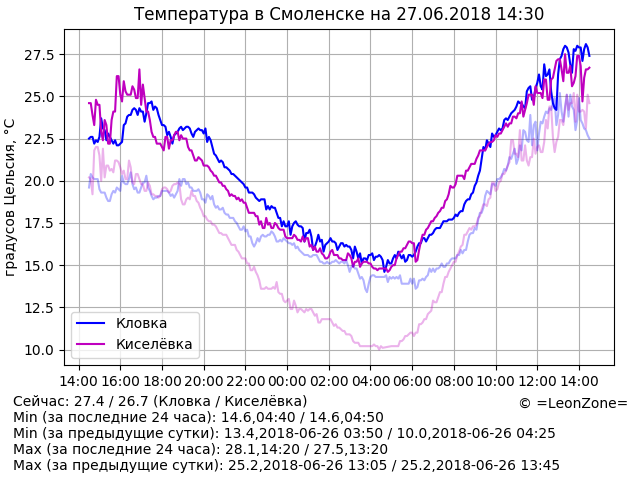 Температура в Смоленске на 27.06.2018 14:30
градусов Цельсия, °C
27.5
25.0
22.5
20.0
17.5
15.0
12.5
10.0
Кловка
Киселёвка
14:00 16:00 18:00 20:00 22:00 00:00 02:00 04:00 06:00 08:00 10:00 12:00 14:00
Сейчас: 27.4 / 26.7 (Кловка / Киселёвка)
© =LeonZone=
Min (за последние 24 часа): 14.6,04:40 / 14.6,04:50
Min (за предыдущие сутки): 13.4,2018-06-26 03:50 / 10.0,2018-06-26 04:25
Max (за последние 24 часа): 28.1,14:20 / 27.5,13:20
Max (за предыдущие сутки): 25.2,2018-06-26 13:05 / 25.2,2018-06-26 13:45